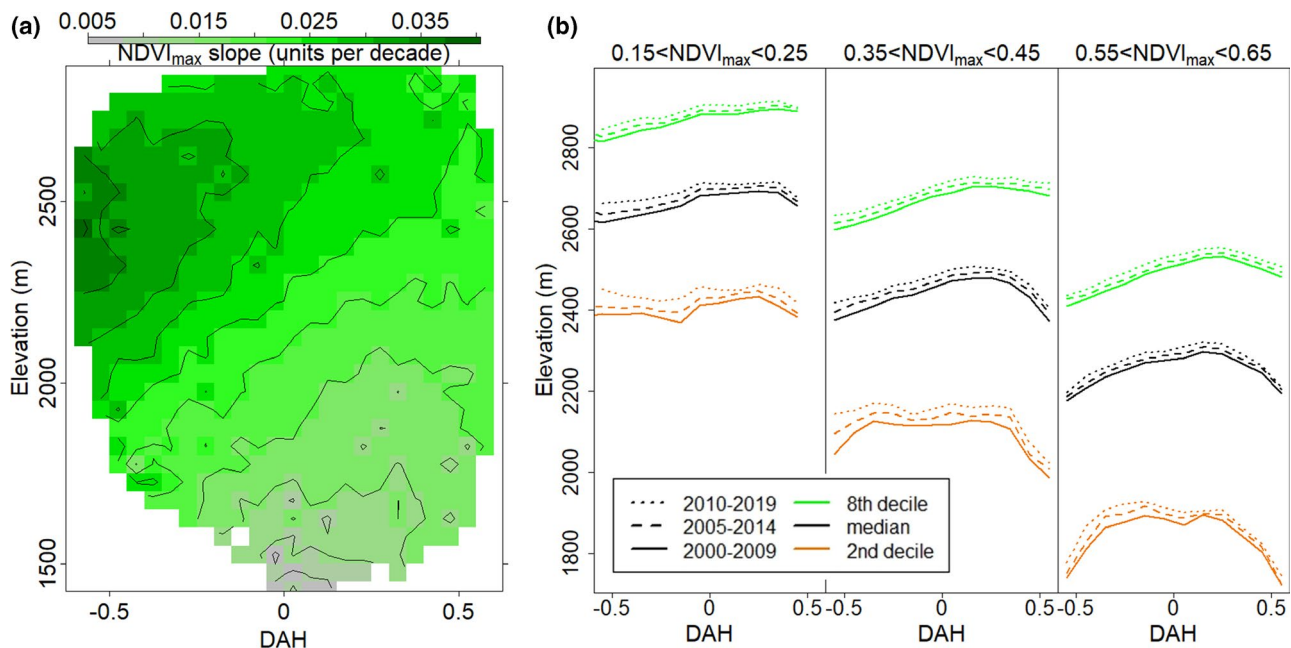 (a)
0.005 0.015 0.025 0.035
NDVImax slope (units per decade)
Elevation (m)
2500
2000
1500
-0.5 0 0.5
DAH
(b)
0.15<NDVImax<0.25 0.35<NDVImax<0.45 0.55<NDVImax<0.65
Elevation (m)
2800
2600
2400
2200
2000
1800
Elevation (m)
Elevation (m)
2010-2019 8th decile
2005-2014 median
2000-2009 2nd decile
-0.5 0 0.5 -0.5 0 0.5 -0.5 0 0.5
DAH DAH DAH